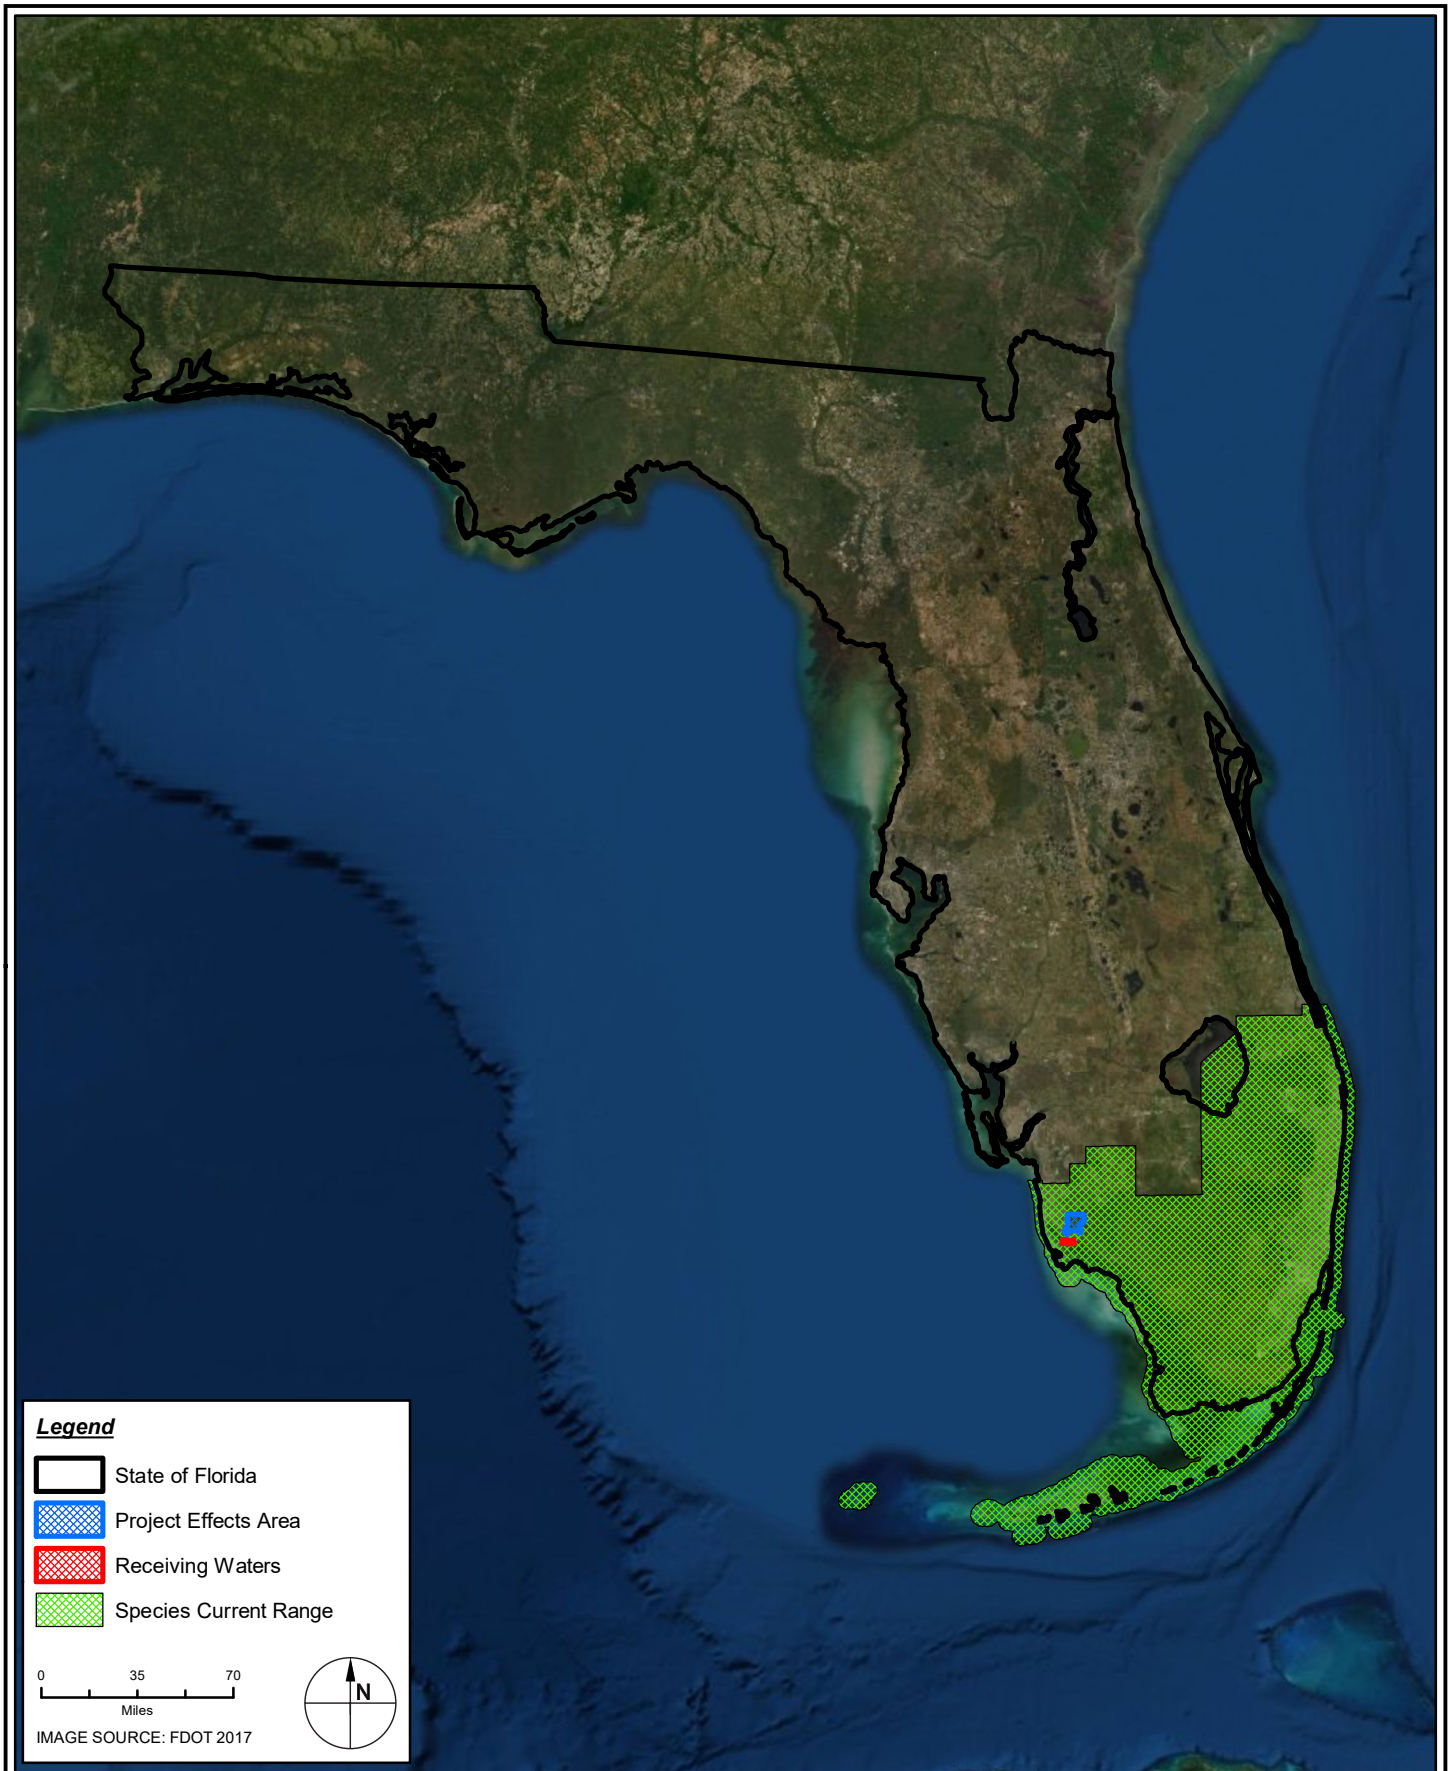 Legend
State of Florida
Project Effects Area
Receiving Waters
Species Current Range
0 35 70
Miles
N
IMAGE SOURCE: FDOT 2017